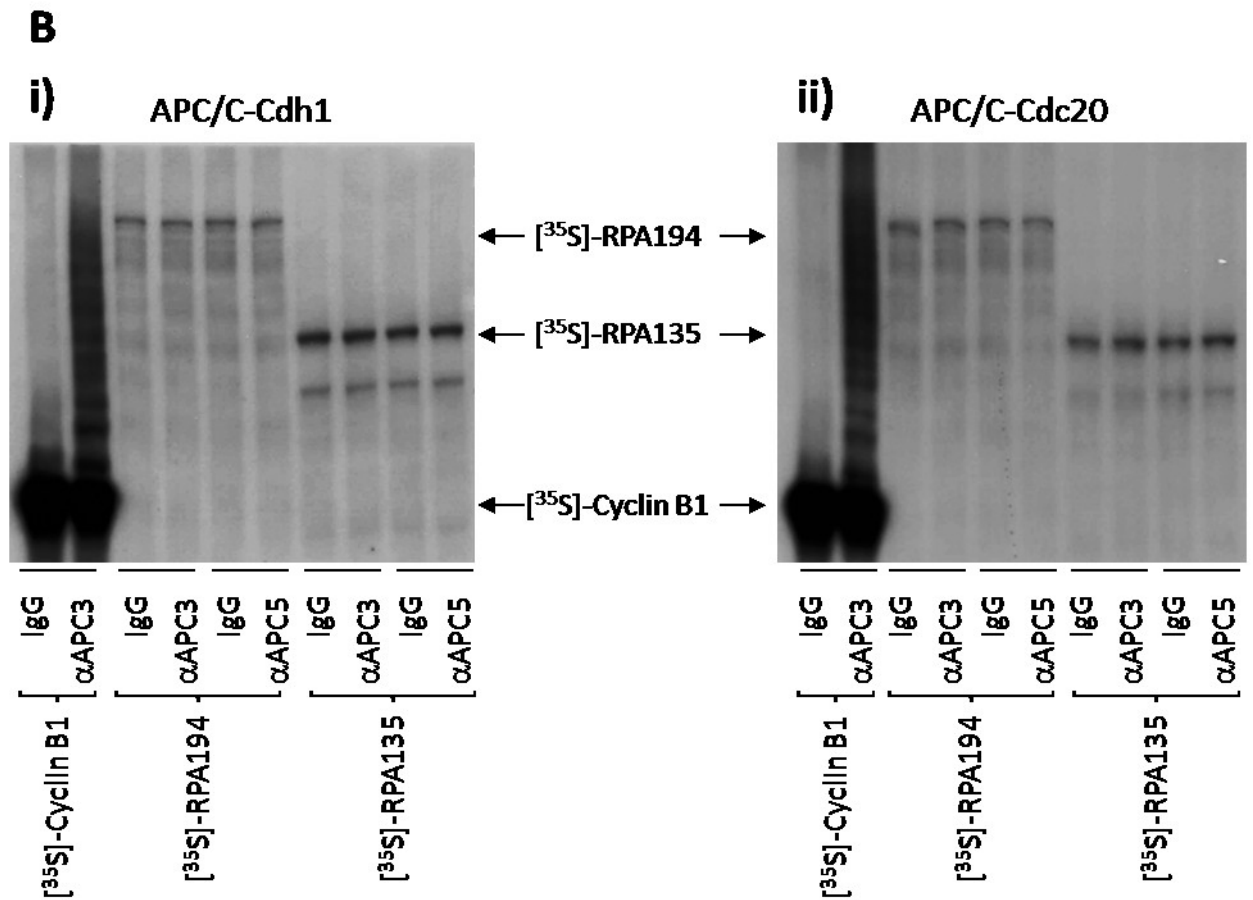 B
i) APC/C-Cdh1
ii) APC/C-Cdc20
[³⁵S]-RPA194
[³⁵S]-RPA135
[³⁵S]-Cyclin B1
IgG αAPC3 IgG αAPC3 IgG αAPC5 IgG αAPC3 IgG αAPC5
[³⁵S]-Cyclin B1 [³⁵S]-RPA194 [³⁵S]-RPA135
IgG αAPC3 IgG αAPC3 IgG αAPC5 IgG αAPC3 IgG αAPC5
[³⁵S]-Cyclin B1 [³⁵S]-RPA194 [³⁵S]-RPA135